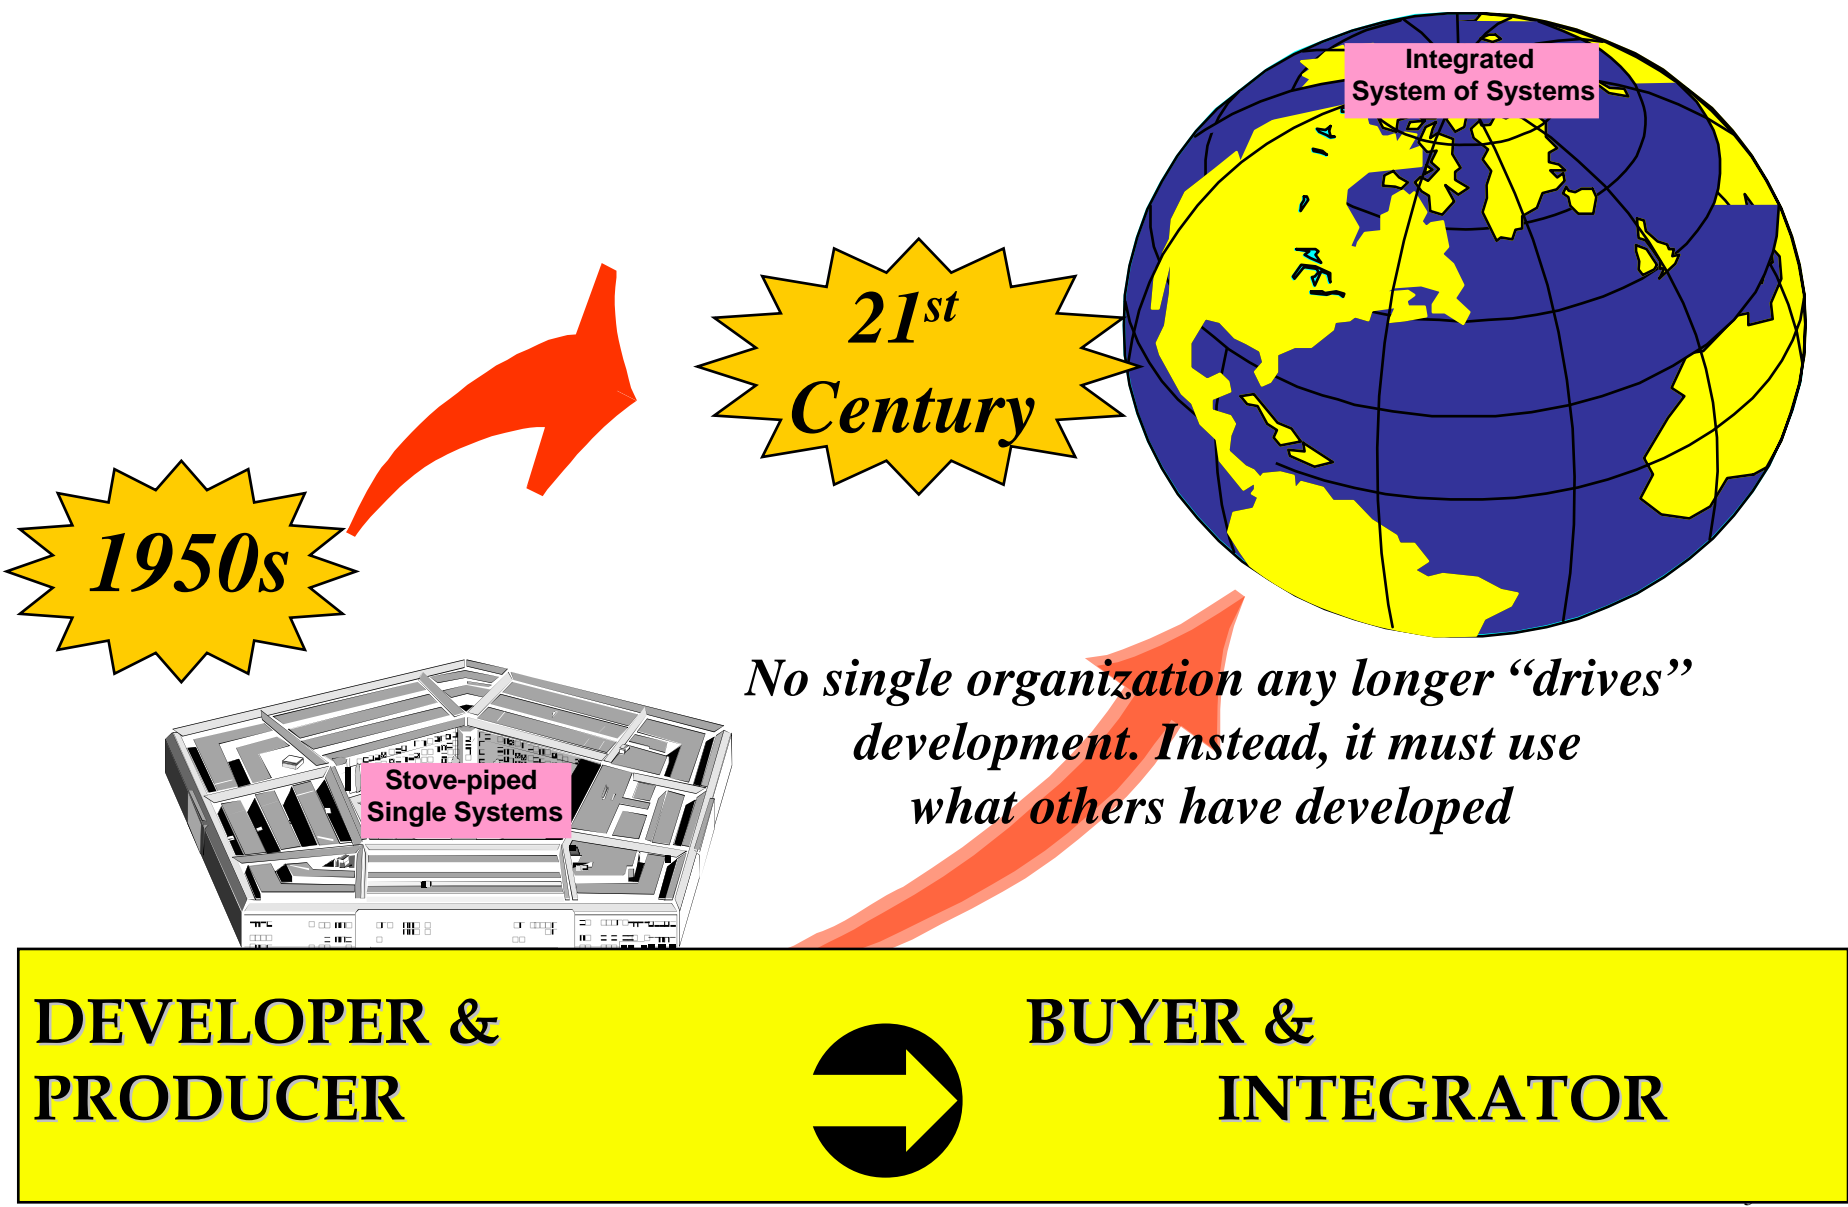 Integrated
System of Systems
21st
Century
1950s
No single organization any longer “drives”
development. Instead, it must use
what others have developed
Stove-piped
Single Systems
DEVELOPER &
PRODUCER
BUYER &
INTEGRATOR